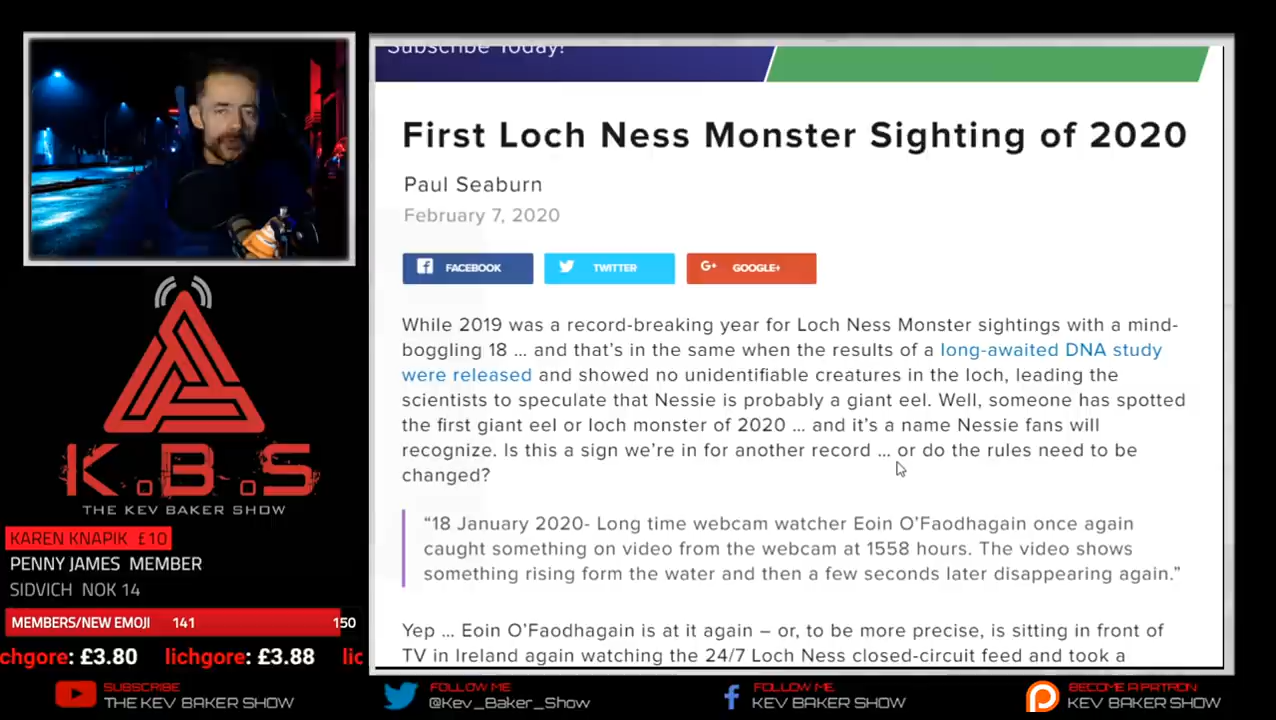 Subscribe Today!
First Loch Ness Monster Sighting of 2020
Paul Seaburn
February 7, 2020
FACEBOOK
TWITTER
G+ GOOGLE+
While 2019 was a record-breaking year for Loch Ness Monster sightings with a mind-
boggling 18 ... and that's in the same when the results of a long-awaited DNA study
were released and showed no unidentifiable creatures in the loch, leading the
scientists to speculate that Nessie is probably a giant eel. Well, someone has spotted
the first giant eel or loch monster of 2020 ... and it's a name Nessie fans will
recognize. Is this a sign we're in for another record ... or do the rules need to be
changed?
“18 January 2020- Long time webcam watcher Eoin O'Faodhagain once again
caught something on video from the webcam at 1558 hours. The video shows
something rising form the water and then a few seconds later disappearing again.”
Yep ... Eoin O'Faodhagain is at it again – or, to be more precise, is sitting in front of
TV in Ireland again watching the 24/7 Loch Ness closed-circuit feed and took a
K.B.S
THE KEV BAKER SHOW
KAREN KNAPIK £10
PENNY JAMES MEMBER
SIDVICH NOK 14
MEMBERS/NEW EMOJI 141 150
chgore: £3.80 lichgore: £3.88 lic
SUBSCRIBE
THE KEV BAKER SHOW
FOLLOW ME
@Kev_Baker_Show
FOLLOW ME
KEV BAKER SHOW
BECOME A PATRON
KEV BAKER SHOW